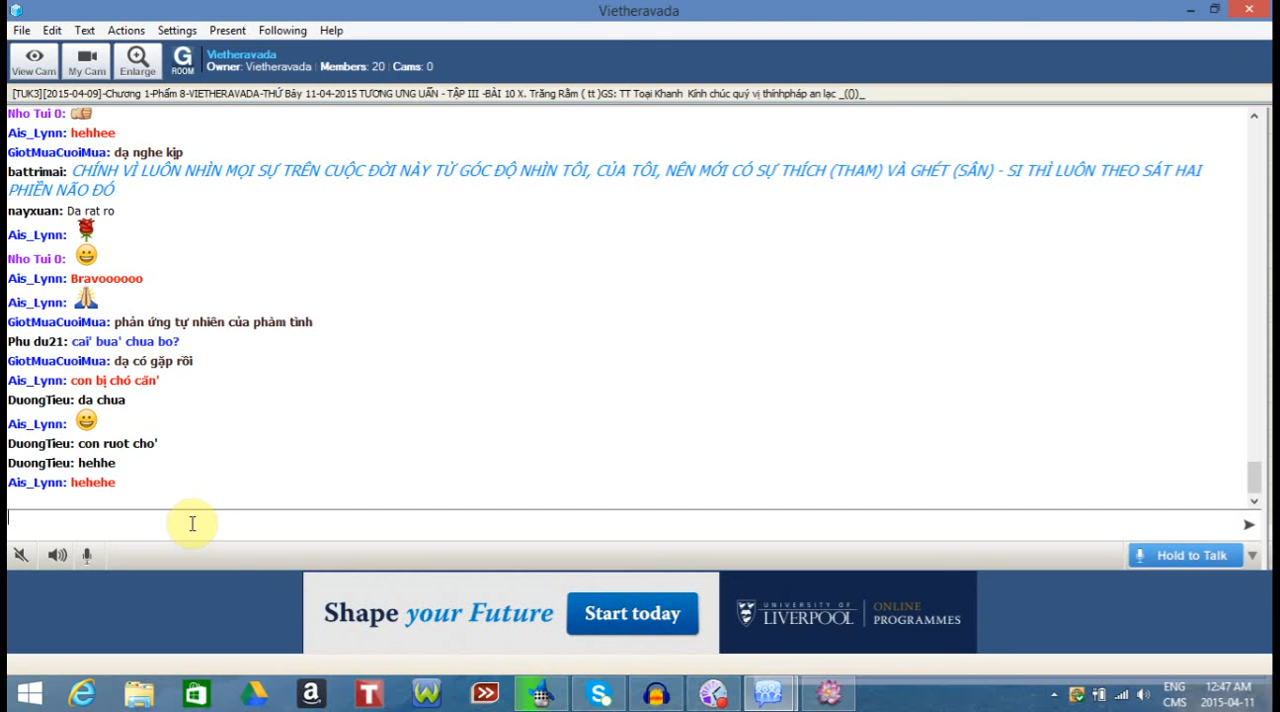 Vietheravada
File Edit Text Actions Settings Present Following Help
View Cam My Cam Enlarge G ROOM
Vietheravada
Owner: Vietheravada | Members: 20 | Cams: 0
[TUK3][2015-04-09]-Chương 1-Phẩm 8-VIETHERAVADA-THỨ Bảy 11-04-2015 TƯƠNG ƯNG UẨN - TẬP III -BÀI 10 X. Trăng Rằm ( tt )GS: TT Toại Khanh Kính chúc quý vị thínhpháp an lạc _(())_
Nho Tui 0:
Ais_Lynn: hehhee
GiotMuaCuoiMua: dạ nghe kịp
battrimai: CHÍNH VÌ LUÔN NHÌN MỌI SỰ TRÊN CUỘC ĐỜI NÀY TỪ GÓC ĐỘ NHÌN TÔI, CỦA TÔI, NÊN MỚI CÓ SỰ THÍCH (THAM) VÀ GHÉT (SÂN) - SI THÌ LUÔN THEO SÁT HAI
PHIỀN NÃO ĐÓ
nayxuan: Da rat ro
Ais_Lynn:
Nho Tui 0:
Ais_Lynn: Bravoooooo
Ais_Lynn:
GiotMuaCuoiMua: phản ứng tự nhiên của phàm tình
Phu du21: cai' bua' chua bo?
GiotMuaCuoiMua: dạ có gặp rồi
Ais_Lynn: con bị chó cắn'
DuongTieu: da chua
Ais_Lynn:
DuongTieu: con ruot cho'
DuongTieu: hehhe
Ais_Lynn: hehehe
Hold to Talk
Shape your Future Start today UNIVERSITY OF LIVERPOOL ONLINE PROGRAMMES
ENG 12:47 AM
CMS 2015-04-11